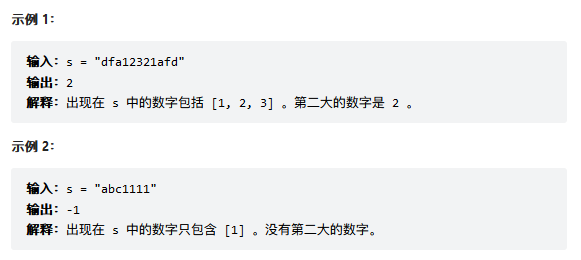 示例 1：
输入：s = "dfa12321afd"
输出：2
解释：出现在 s 中的数字包括 [1, 2, 3] 。第二大的数字是 2 。
示例 2：
输入：s = "abc1111"
输出：-1
解释：出现在 s 中的数字只包含 [1] 。没有第二大的数字。